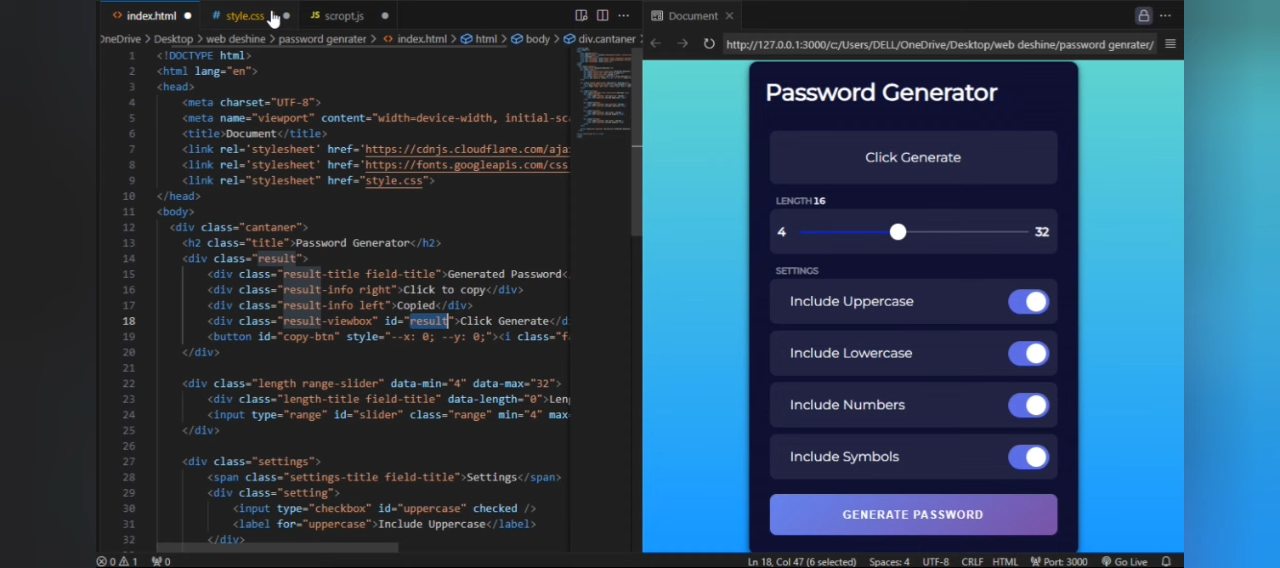 index.html
style.css
JS scropt.js
Document
OneDrive > Desktop > web deshine > password genrater > index.html > html > body > div.cantaner
http://127.0.0.1:3000/c:/Users/DELL/OneDrive/Desktop/web deshine/password genrater/
1 <!DOCTYPE html>
2 <html lang="en">
3 <head>
4 <meta charset="UTF-8">
5 <meta name="viewport" content="width=device-width, initial-sca
6 <title>Document</title>
7 <link rel='stylesheet' href='https://cdnjs.cloudflare.com/aja
8 <link rel='stylesheet' href='https://fonts.googleapis.com/css
9 <link rel="stylesheet" href="style.css">
10 </head>
11 <body>
12 <div class="cantaner">
13 <h2 class="title">Password Generator</h2>
14 <div class="result">
15 <div class="result-title field-title">Generated Password<
16 <div class="result-info right">Click to copy</div>
17 <div class="result-info left">Copied</div>
18 <div class="result-viewbox" id="result">Click Generate</d
19 <button id="copy-btn" style="--x: 0; --y: 0;"><i class="f
20 </div>
21
22 <div class="length range-slider" data-min="4" data-max="32">
23 <div class="length-title field-title" data-length="0">Len
24 <input type="range" id="slider" class="range" min="4" max
25 </div>
26
27 <div class="settings">
28 <span class="settings-title field-title">Settings</span>
29 <div class="setting">
30 <input type="checkbox" id="uppercase" checked />
31 <label for="uppercase">Include Uppercase</label>
32 </div>
Password Generator
Click Generate
LENGTH 16
4 32
SETTINGS
Include Uppercase
Include Lowercase
Include Numbers
Include Symbols
GENERATE PASSWORD
0 1 0 Ln 18, Col 47 (6 selected) Spaces: 4 UTF-8 CRLF HTML Port: 3000 Go Live